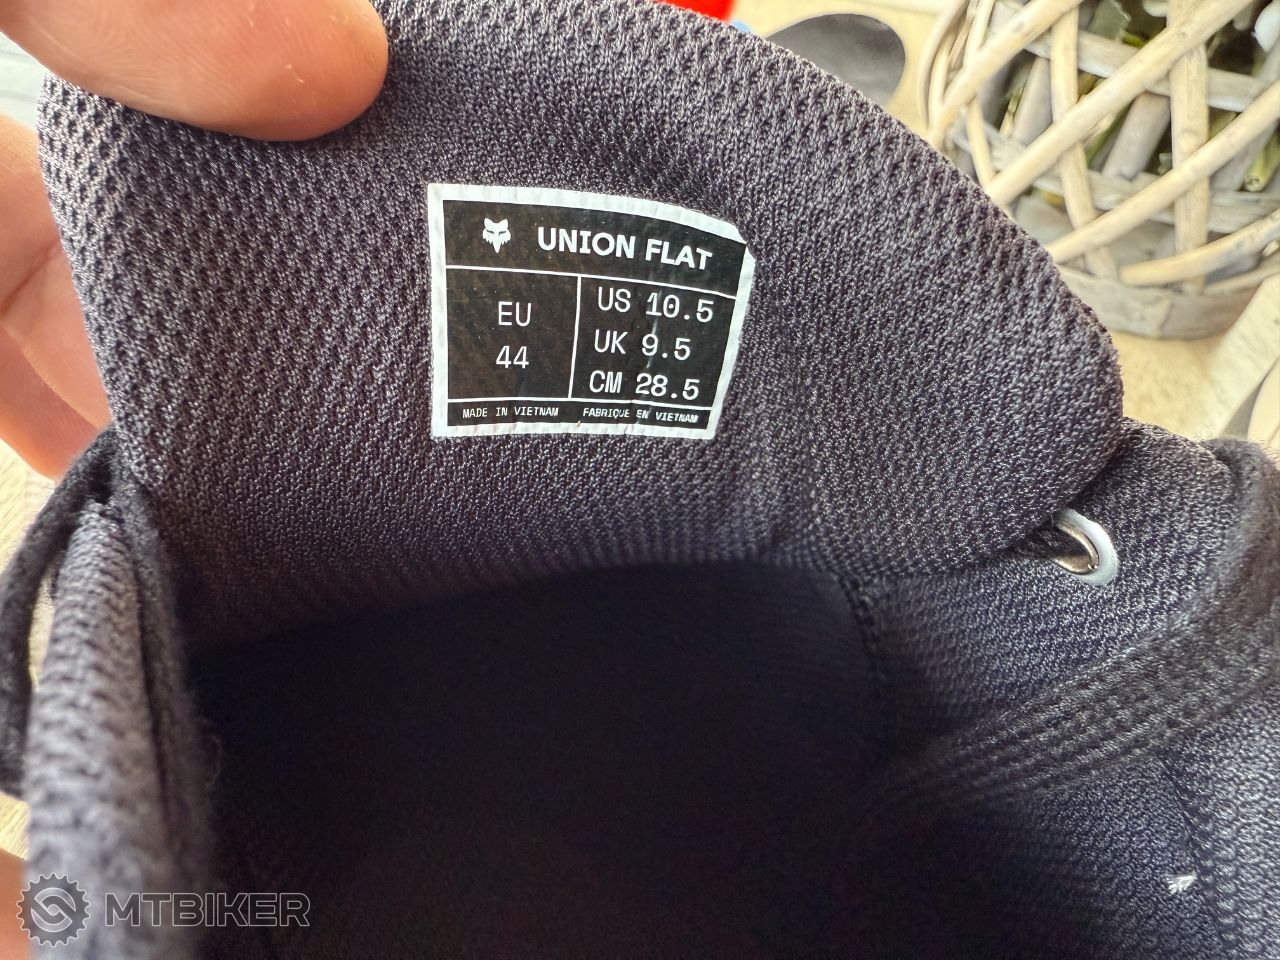 UNION FLAT
EU
44
US 10.5
UK 9.5
CM 28.5
MADE IN VIETNAM FABRIQUE EN VIETNAM
MTBIKER